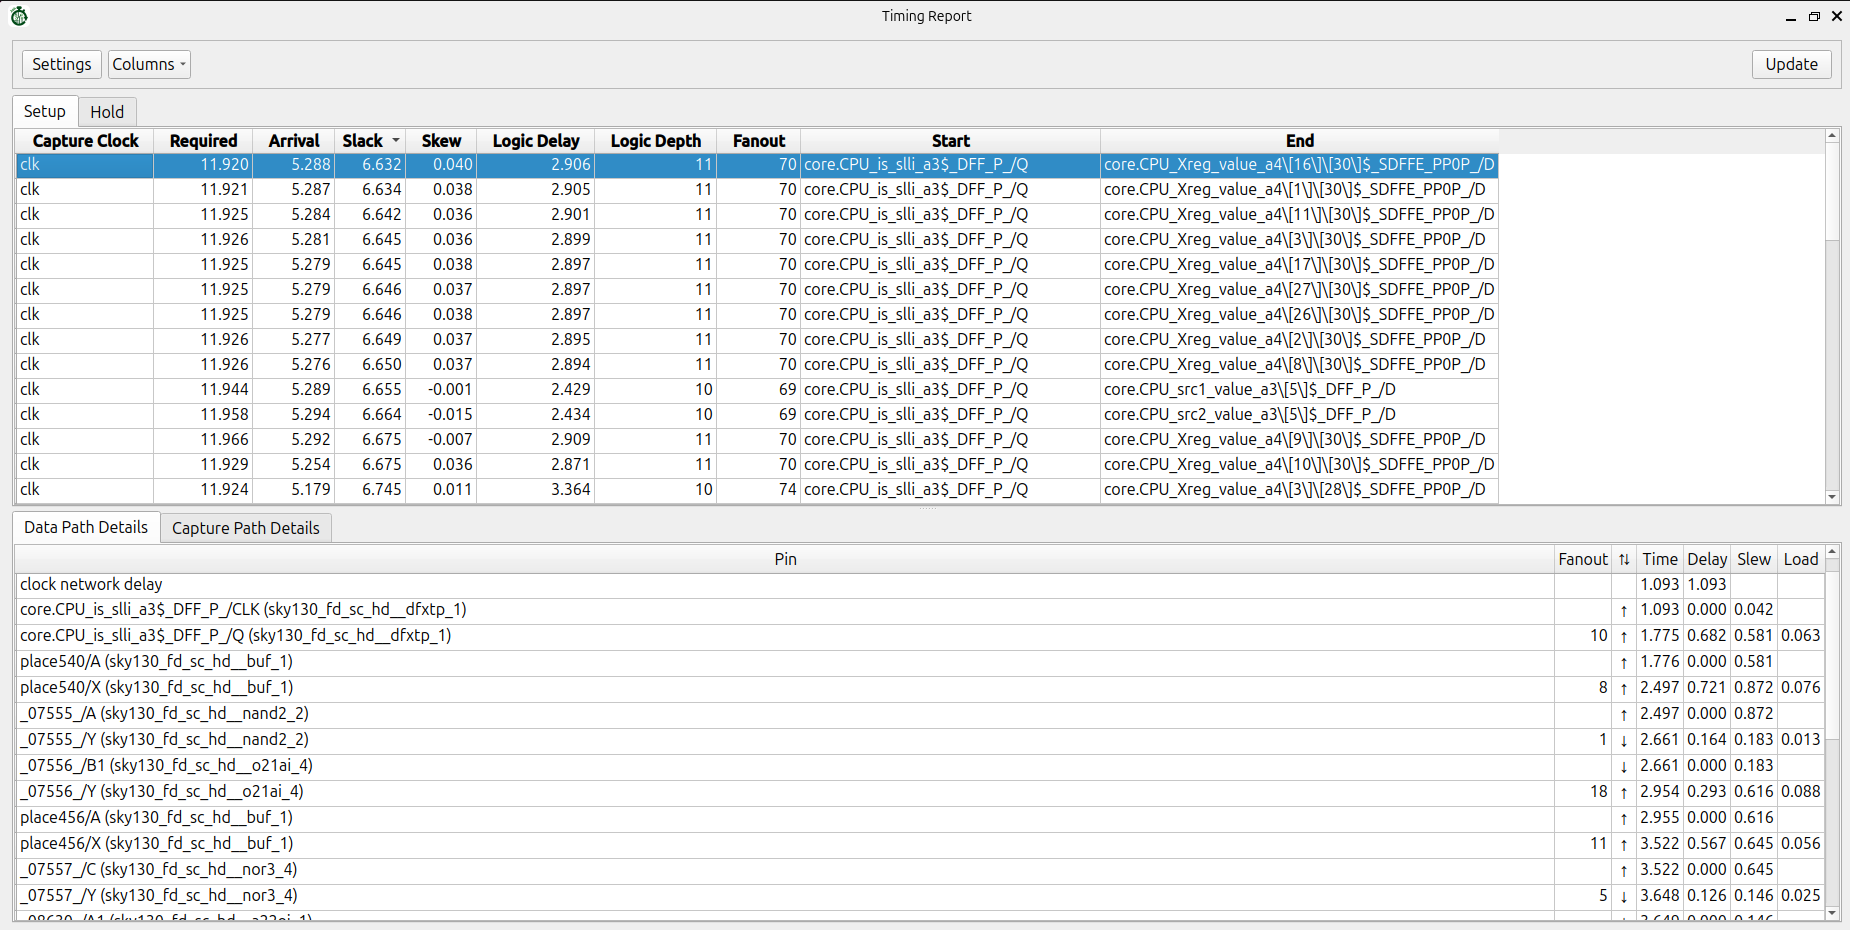 Timing Report
Settings Columns Update
Setup Hold
Capture Clock Required Arrival Slack Skew Logic Delay Logic Depth Fanout Start End
clk 11.920 5.288 6.632 0.040 2.906 11 70 core.CPU_is_slli_a3$_DFF_P_/Q core.CPU_Xreg_value_a4\[16\]\[30\]$_SDFFE_PP0P_/D
clk 11.921 5.287 6.634 0.038 2.905 11 70 core.CPU_is_slli_a3$_DFF_P_/Q core.CPU_Xreg_value_a4\[1\]\[30\]$_SDFFE_PP0P_/D
clk 11.925 5.284 6.642 0.036 2.901 11 70 core.CPU_is_slli_a3$_DFF_P_/Q core.CPU_Xreg_value_a4\[11\]\[30\]$_SDFFE_PP0P_/D
clk 11.926 5.281 6.645 0.036 2.899 11 70 core.CPU_is_slli_a3$_DFF_P_/Q core.CPU_Xreg_value_a4\[3\]\[30\]$_SDFFE_PP0P_/D
clk 11.925 5.279 6.645 0.038 2.897 11 70 core.CPU_is_slli_a3$_DFF_P_/Q core.CPU_Xreg_value_a4\[17\]\[30\]$_SDFFE_PP0P_/D
clk 11.925 5.279 6.646 0.037 2.897 11 70 core.CPU_is_slli_a3$_DFF_P_/Q core.CPU_Xreg_value_a4\[27\]\[30\]$_SDFFE_PP0P_/D
clk 11.925 5.279 6.646 0.038 2.897 11 70 core.CPU_is_slli_a3$_DFF_P_/Q core.CPU_Xreg_value_a4\[26\]\[30\]$_SDFFE_PP0P_/D
clk 11.926 5.277 6.649 0.037 2.895 11 70 core.CPU_is_slli_a3$_DFF_P_/Q core.CPU_Xreg_value_a4\[2\]\[30\]$_SDFFE_PP0P_/D
clk 11.926 5.276 6.650 0.037 2.894 11 70 core.CPU_is_slli_a3$_DFF_P_/Q core.CPU_Xreg_value_a4\[8\]\[30\]$_SDFFE_PP0P_/D
clk 11.944 5.289 6.655 -0.001 2.429 10 69 core.CPU_is_slli_a3$_DFF_P_/Q core.CPU_src1_value_a3\[5\]$_DFF_P_/D
clk 11.958 5.294 6.664 -0.015 2.434 10 69 core.CPU_is_slli_a3$_DFF_P_/Q core.CPU_src2_value_a3\[5\]$_DFF_P_/D
clk 11.966 5.292 6.675 -0.007 2.909 11 70 core.CPU_is_slli_a3$_DFF_P_/Q core.CPU_Xreg_value_a4\[9\]\[30\]$_SDFFE_PP0P_/D
clk 11.929 5.254 6.675 0.036 2.871 11 70 core.CPU_is_slli_a3$_DFF_P_/Q core.CPU_Xreg_value_a4\[10\]\[30\]$_SDFFE_PP0P_/D
clk 11.924 5.179 6.745 0.011 3.364 10 74 core.CPU_is_slli_a3$_DFF_P_/Q core.CPU_Xreg_value_a4\[3\]\[28\]$_SDFFE_PP0P_/D
Data Path Details Capture Path Details
Pin Fanout ⇅ Time Delay Slew Load
clock network delay 1.093 1.093
core.CPU_is_slli_a3$_DFF_P_/CLK (sky130_fd_sc_hd__dfxtp_1) ↑ 1.093 0.000 0.042
core.CPU_is_slli_a3$_DFF_P_/Q (sky130_fd_sc_hd__dfxtp_1) 10 ↑ 1.775 0.682 0.581 0.063
place540/A (sky130_fd_sc_hd__buf_1) ↑ 1.776 0.000 0.581
place540/X (sky130_fd_sc_hd__buf_1) 8 ↑ 2.497 0.721 0.872 0.076
_07555_/A (sky130_fd_sc_hd__nand2_2) ↑ 2.497 0.000 0.872
_07555_/Y (sky130_fd_sc_hd__nand2_2) 1 ↓ 2.661 0.164 0.183 0.013
_07556_/B1 (sky130_fd_sc_hd__o21ai_4) ↓ 2.661 0.000 0.183
_07556_/Y (sky130_fd_sc_hd__o21ai_4) 18 ↑ 2.954 0.293 0.616 0.088
place456/A (sky130_fd_sc_hd__buf_1) ↑ 2.955 0.000 0.616
place456/X (sky130_fd_sc_hd__buf_1) 11 ↑ 3.522 0.567 0.645 0.056
_07557_/C (sky130_fd_sc_hd__nor3_4) ↑ 3.522 0.000 0.645
_07557_/Y (sky130_fd_sc_hd__nor3_4) 5 ↓ 3.648 0.126 0.146 0.025